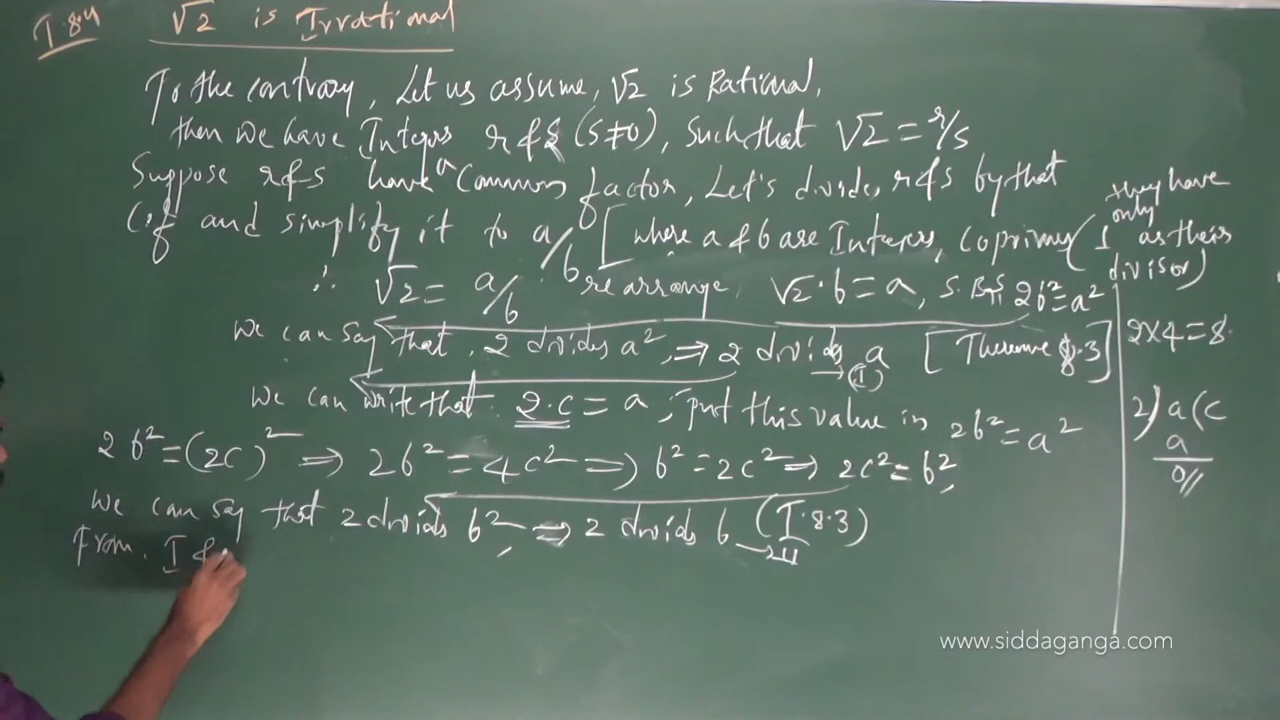 T.8.4 √2 is Irrational
To the contrary, Let us assume, √2 is Rational,
then we have Integers r & s (s≠0), such that √2 = r/s
Suppose r & s have a common factor, Let's divide, r & s by that
C.f and simplify it to a/b [where a & b are Integers, coprime (they have only 1 as their divisor)
∴ √2 = a/b rearrange √2·b = a, S.B.S 2b² = a²
We can say that, 2 divides a², ⇒ 2 divides a [Theorem 8.3]
→ (I)
We can write that 2·c = a, put this value in 2b² = a²
2b² = (2c)² ⇒ 2b² = 4c² ⇒ b² = 2c² ⇒ 2c² = b²,
We can say that 2 divids b², ⇒ 2 divids b (T.8.3)
→ II
From. I &
2×4=8.
2)a(c
a
0//
www.siddaganga.com